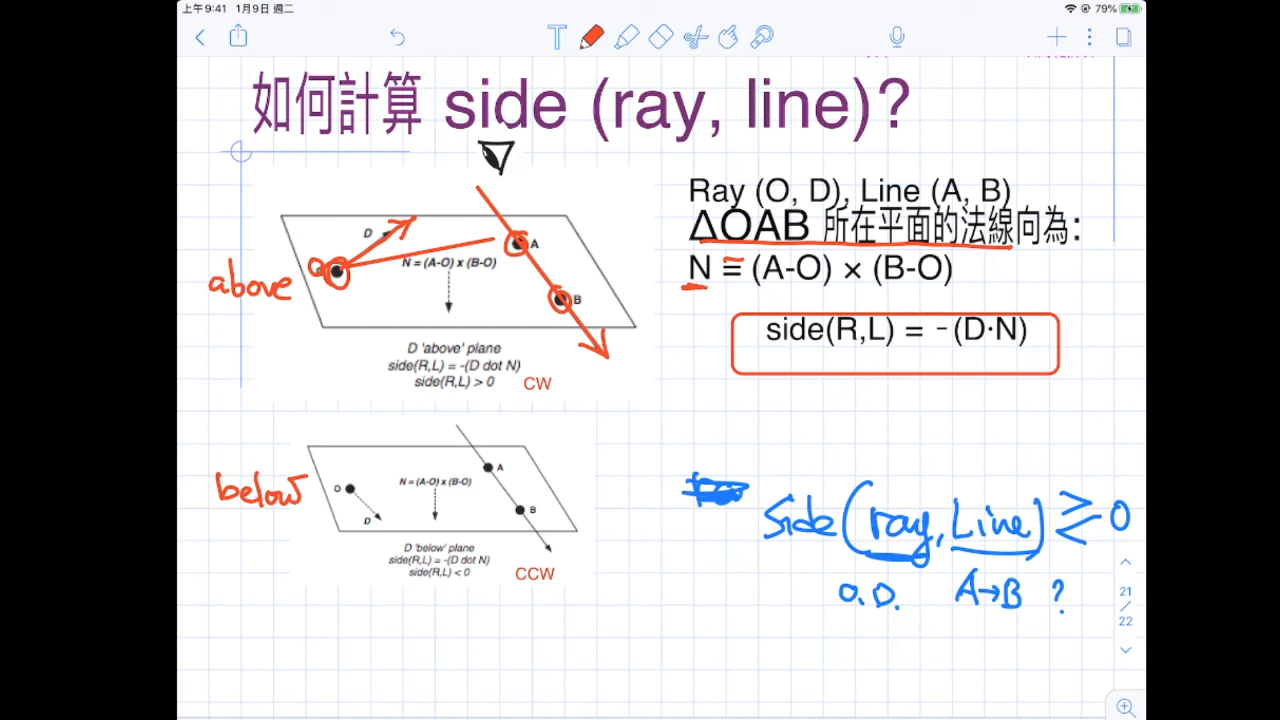 上午 9:41 1月9日 週二
79%
如何計算 side (ray, line)?
Ray (O, D), Line (A, B)
ΔOAB 所在平面的法線向為:
N = (A-O) × (B-O)
side(R,L) = -(D·N)
above
D
A
N = (A-O) x (B-O)
B
D 'above' plane
side(R,L) = -(D dot N)
side(R,L) > 0
CW
below
O
D
A
N = (A-O) x (B-O)
B
D 'below' plane
side(R,L) = -(D dot N)
side(R,L) < 0
CCW
Side(ray, Line) ≷ 0
O. D. A→B ?
21
/
22